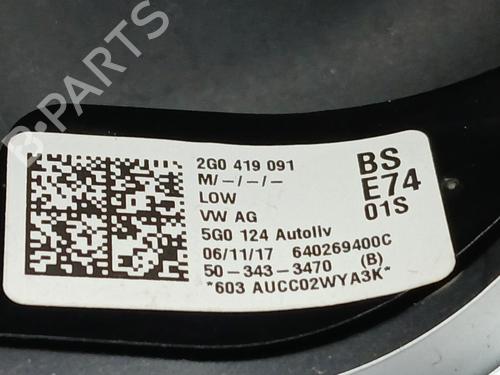 2G0 419 091
M/-/-/-
LOW
VW AG
5G0 124 Autoliv
06/11/17 640269400C
50-343-3470 (B)
*603 AUCC02WYA3K*
BS
E74
01S
B-PARTS